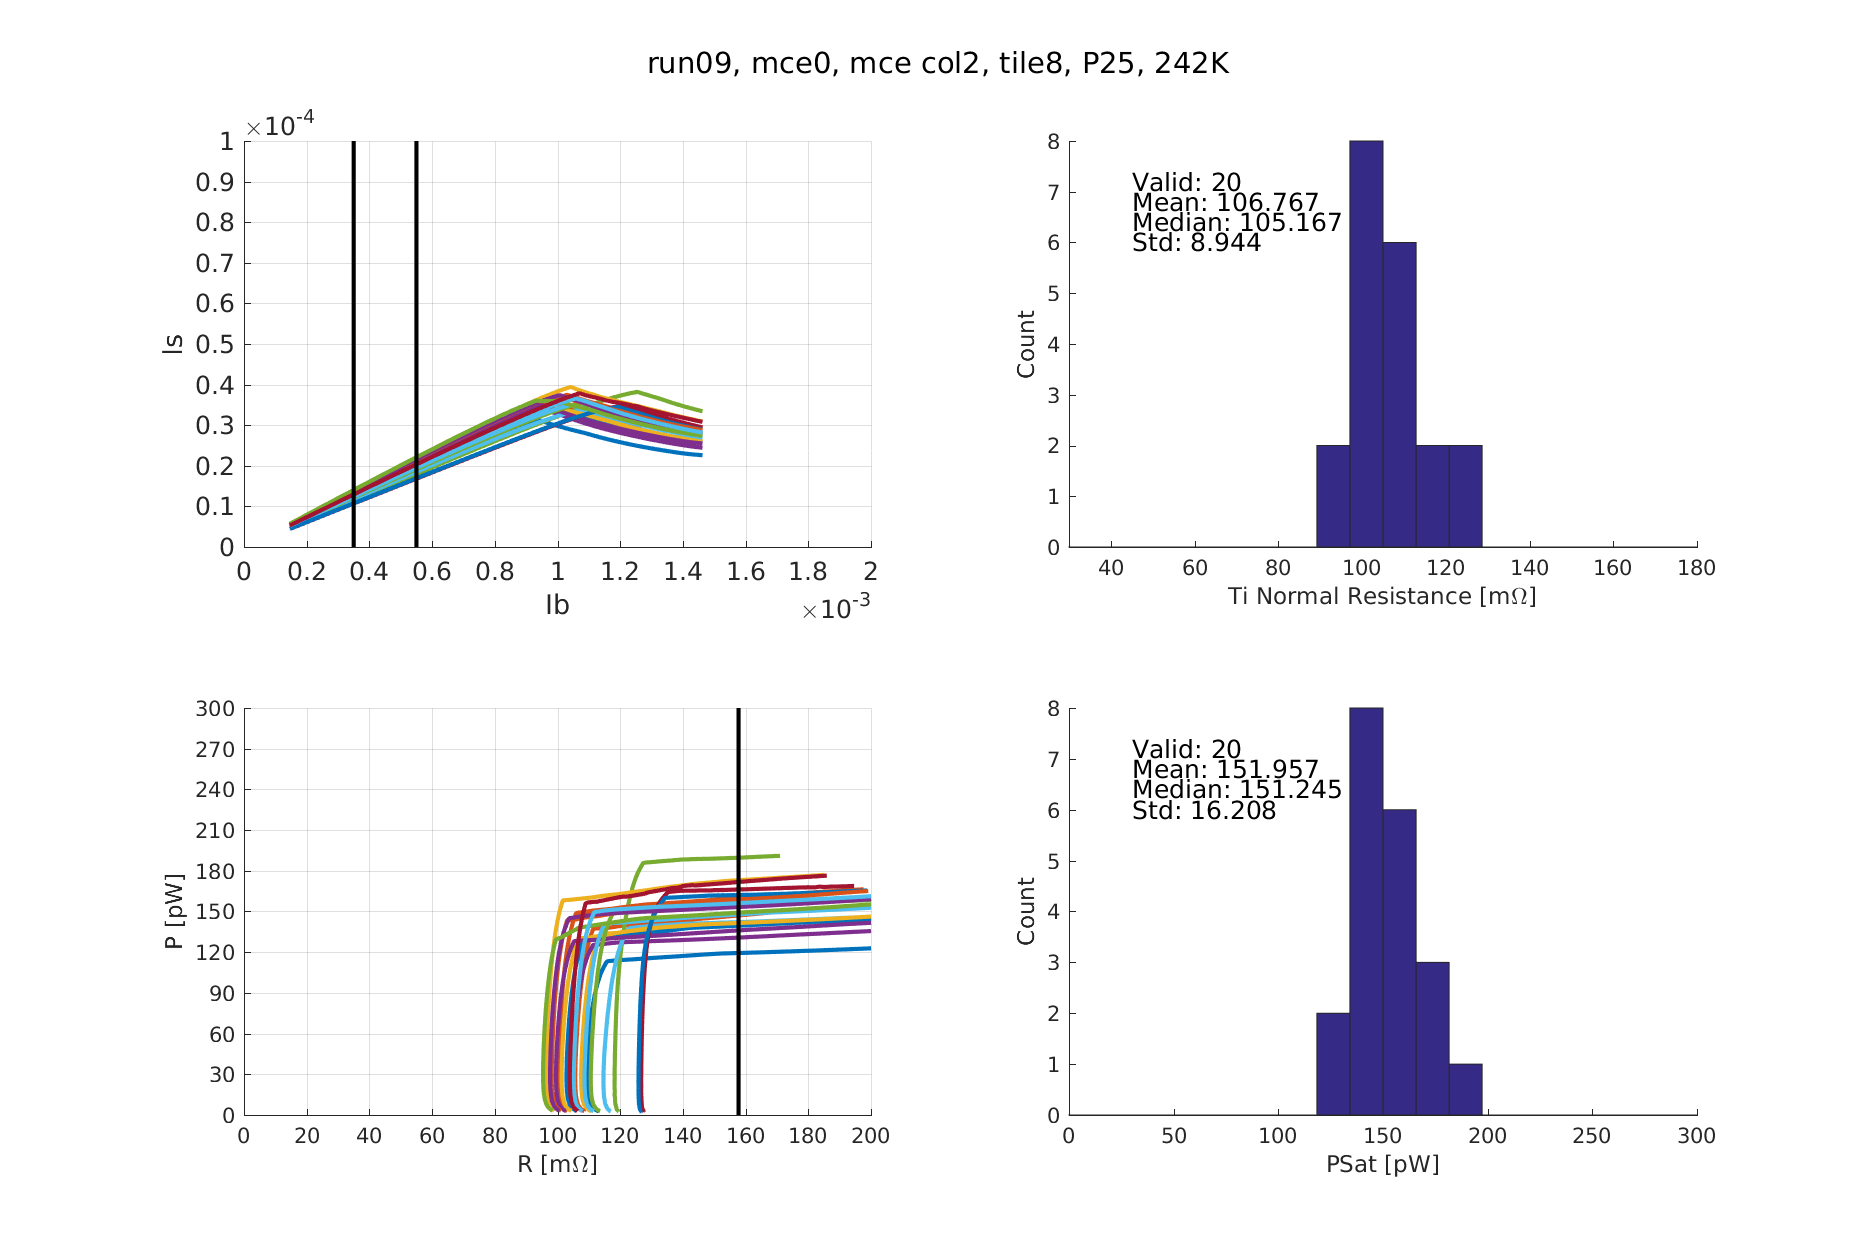 run09, mce0, mce col2, tile8, P25, 242K
×10-4
1
0.9
0.8
0.7
0.6
0.5
0.4
0.3
0.2
0.1
0
Is
0 0.2 0.4 0.6 0.8 1 1.2 1.4 1.6 1.8 2
Ib
×10-3
8
7
6
5
4
3
2
1
0
Count
Valid: 20
Mean: 106.767
Median: 105.167
Std: 8.944
40 60 80 100 120 140 160 180
Ti Normal Resistance [mΩ]
300
270
240
210
180
150
120
90
60
30
0
P [pW]
0 20 40 60 80 100 120 140 160 180 200
R [mΩ]
8
7
6
5
4
3
2
1
0
Count
Valid: 20
Mean: 151.957
Median: 151.245
Std: 16.208
0 50 100 150 200 250 300
PSat [pW]